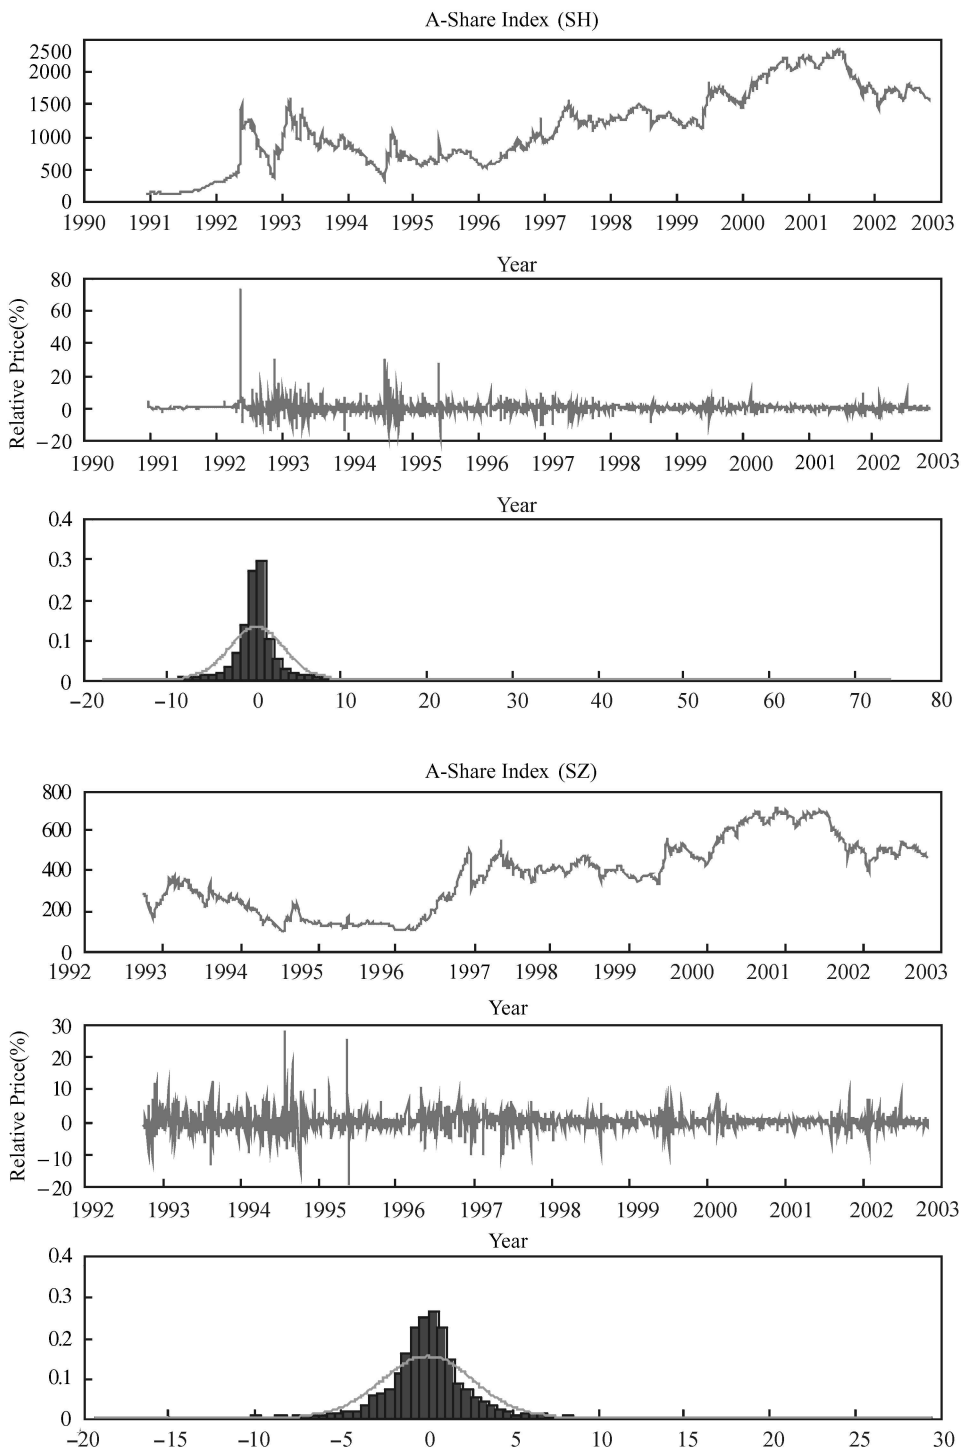 A-Share Index (SH)
2500
2000
1500
1000
500
0
1990 1991 1992 1993 1994 1995 1996 1997 1998 1999 2000 2001 2002 2003
Year
Relative Price(%)
80
60
40
20
0
−20
1990 1991 1992 1993 1994 1995 1996 1997 1998 1999 2000 2001 2002 2003
Year
0.4
0.3
0.2
0.1
0
−20 −10 0 10 20 30 40 50 60 70 80
A-Share Index (SZ)
800
600
400
200
0
1992 1993 1994 1995 1996 1997 1998 1999 2000 2001 2002 2003
Year
Relative Price(%)
30
20
10
0
−10
−20
1992 1993 1994 1995 1996 1997 1998 1999 2000 2001 2002 2003
Year
0.4
0.3
0.2
0.1
0
−20 −15 −10 −5 0 5 10 15 20 25 30